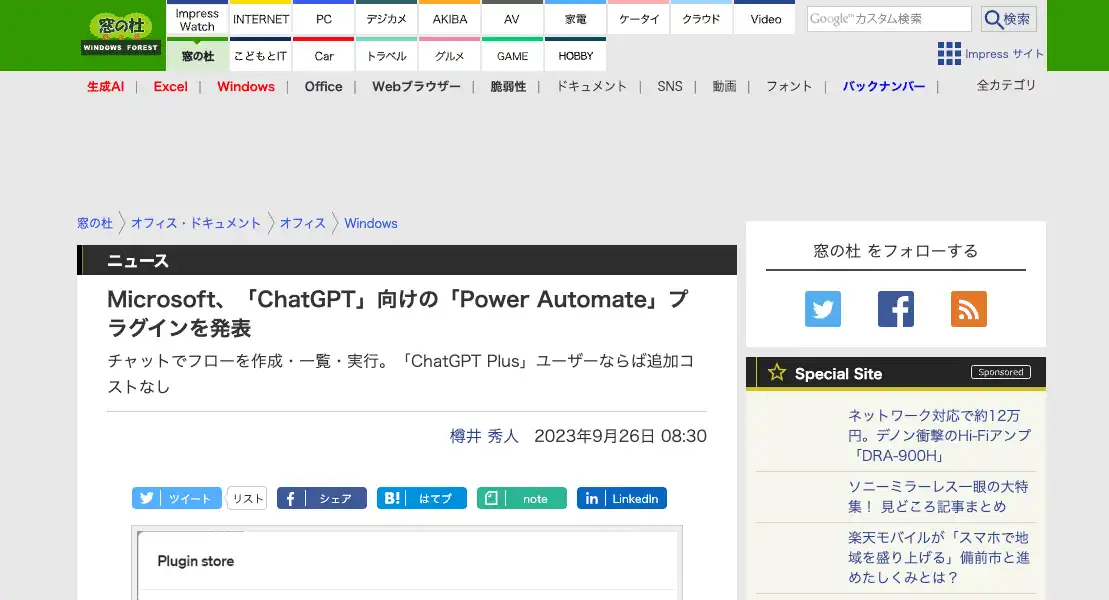 窓の杜
WINDOWS FOREST
Impress Watch
INTERNET
PC
デジカメ
AKIBA
AV
家電
ケータイ
クラウド
Video
Google カスタム検索
検索
窓の杜
こどもとIT
Car
トラベル
グルメ
GAME
HOBBY
Impress サイト
生成AI | Excel | Windows | Office | Webブラウザー | 脆弱性 | ドキュメント | SNS | 動画 | フォント | バックナンバー | 全カテゴリ
窓の杜 オフィス・ドキュメント オフィス Windows
ニュース
Microsoft、「ChatGPT」向けの「Power Automate」プ
ラグインを発表
チャットでフローを作成・一覧・実行。「ChatGPT Plus」ユーザーならば追加コ
ストなし
樽井 秀人 2023年9月26日 08:30
ツイート リスト シェア B! はてブ note in LinkedIn
Plugin store
窓の杜 をフォローする
Special Site Sponsored
ネットワーク対応で約12万
円。デノン衝撃のHi-Fiアンプ
「DRA-900H」
ソニーミラーレス一眼の大特
集！ 見どころ記事まとめ
楽天モバイルが「スマホで地
域を盛り上げる」備前市と進
めたしくみとは？